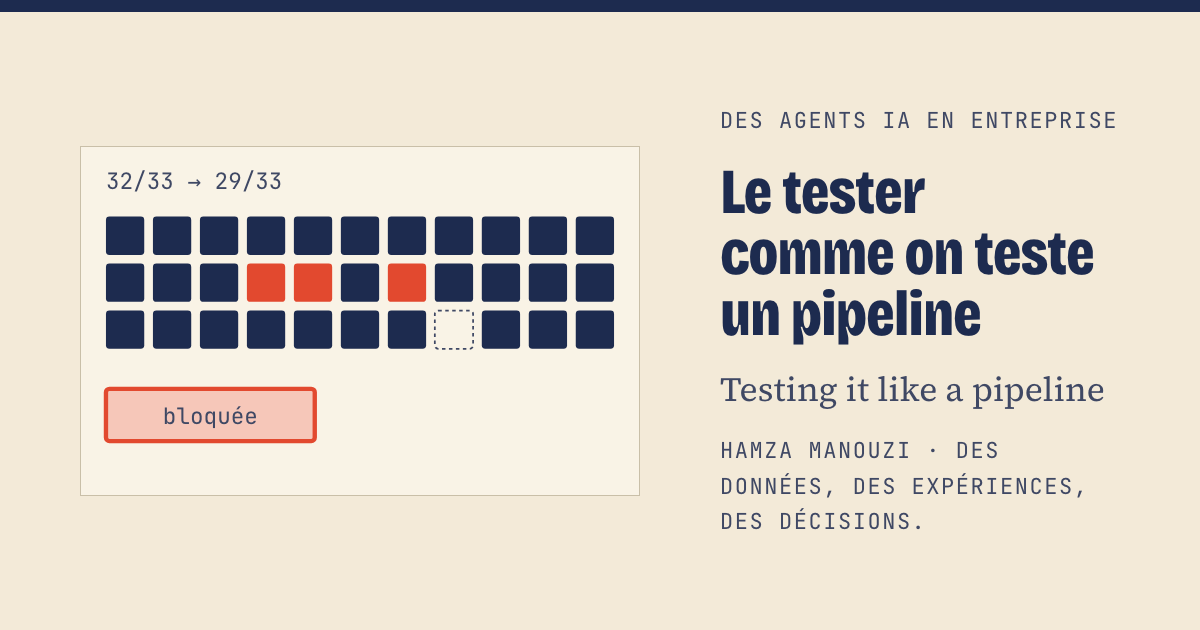 32/33 → 29/33
bloquée
DES AGENTS IA EN ENTREPRISE
Le tester
comme on teste
un pipeline
Testing it like a pipeline
HAMZA MANOUZI · DES
DONNÉES, DES EXPÉRIENCES,
DES DÉCISIONS.